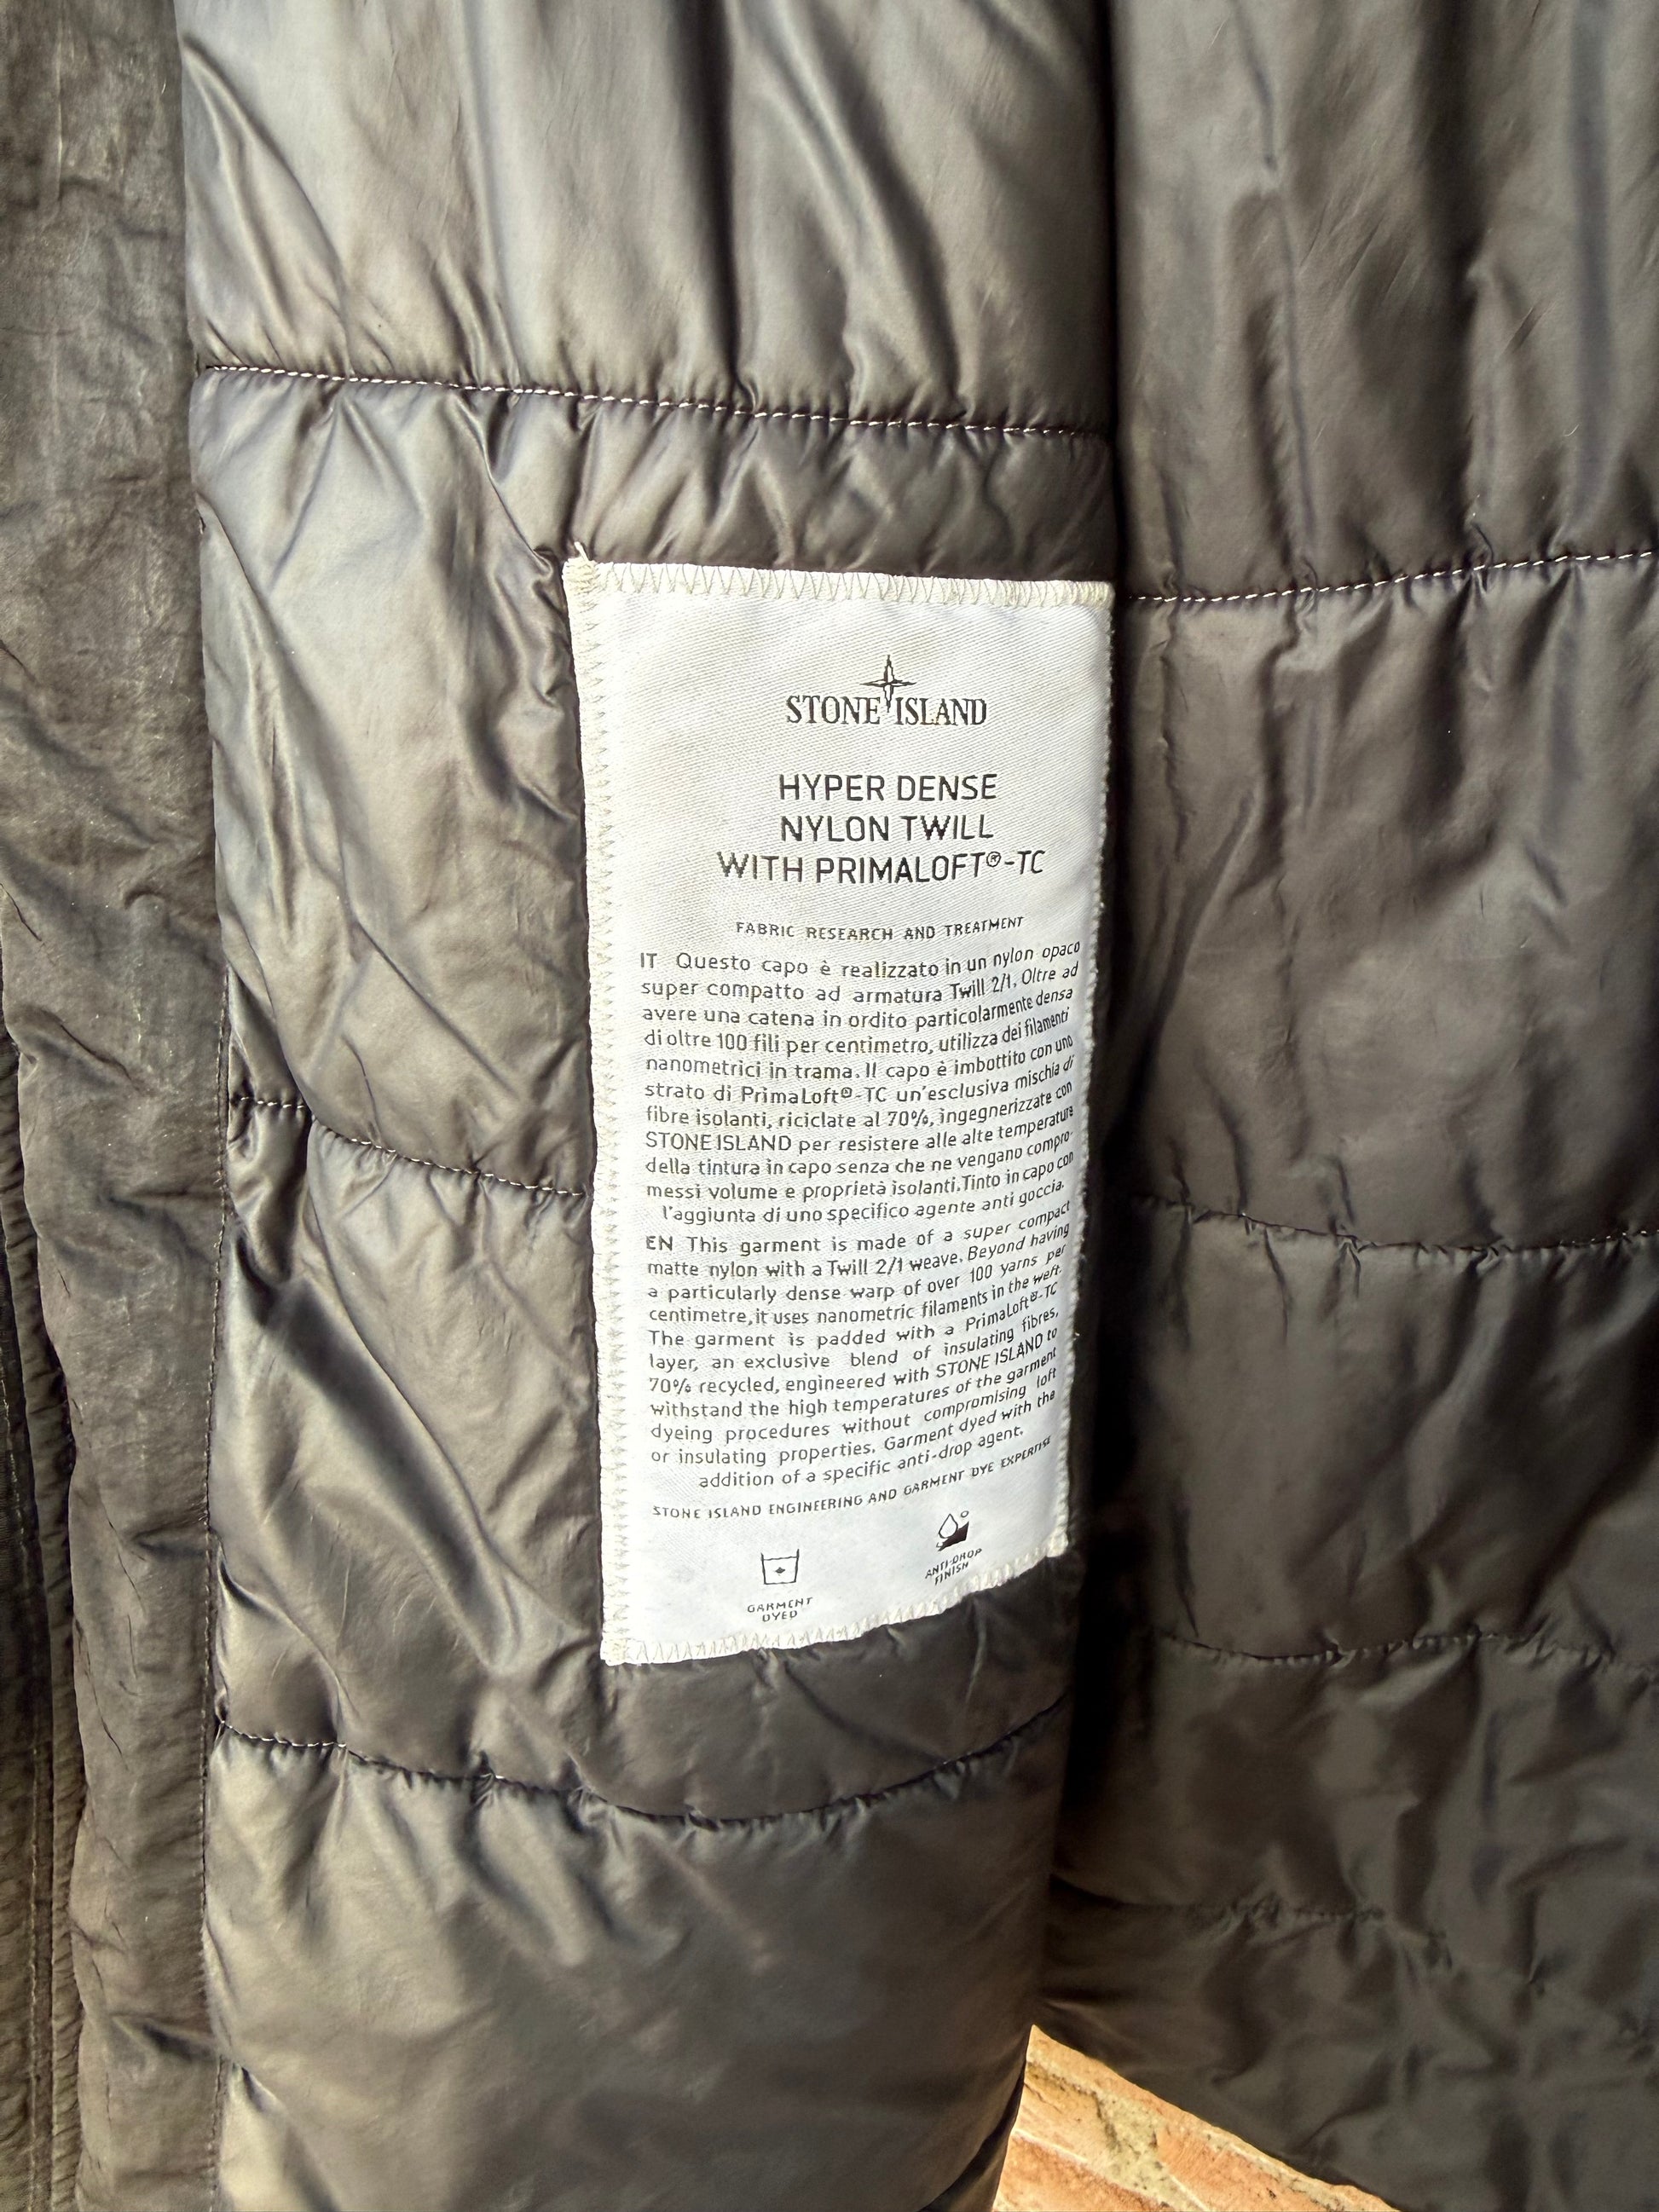 STONE ISLAND
HYPER DENSE
NYLON TWILL
WITH PRIMALOFT®-TC
FABRIC RESEARCH AND TREATMENT
IT Questo capo è realizzato in un nylon opaco
super compatto ad armatura Twill 2/1. Oltre ad
avere una catena in ordito particolarmente densa
di oltre 100 fili per centimetro, utilizza dei filamenti
nanometrici in trama. Il capo è imbottito con uno
strato di PrimaLoft®-TC un'esclusiva mischia di
fibre isolanti, riciclate al 70%, ingegnerizzate con
STONE ISLAND per resistere alle alte temperature
della tintura in capo senza che ne vengano compro-
messi volume e proprietà isolanti. Tinto in capo con
l'aggiunta di uno specifico agente anti goccia.
EN This garment is made of a super compact
matte nylon with a Twill 2/1 weave. Beyond having
a particularly dense warp of over 100 yarns per
centimetre, it uses nanometric filaments in the weft.
The garment is padded with a PrimaLoft®-TC
layer, an exclusive blend of insulating fibres,
70% recycled, engineered with STONE ISLAND to
withstand the high temperatures of the garment
dyeing procedures without compromising loft
or insulating properties. Garment dyed with the
addition of a specific anti-drop agent.
STONE ISLAND ENGINEERING AND GARMENT DYE EXPERTISE
GARMENT
DYED
ANTI-DROP
FINISH